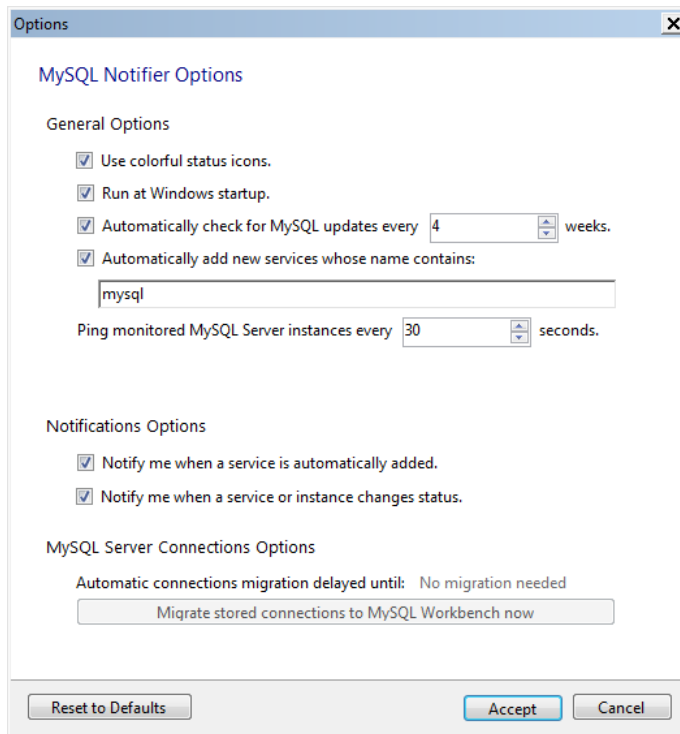 Options
MySQL Notifier Options
General Options
Use colorful status icons.
Run at Windows startup.
Automatically check for MySQL updates every 4 weeks.
Automatically add new services whose name contains:
mysql
Ping monitored MySQL Server instances every 30 seconds.
Notifications Options
Notify me when a service is automatically added.
Notify me when a service or instance changes status.
MySQL Server Connections Options
Automatic connections migration delayed until: No migration needed
Migrate stored connections to MySQL Workbench now
Reset to Defaults Accept Cancel